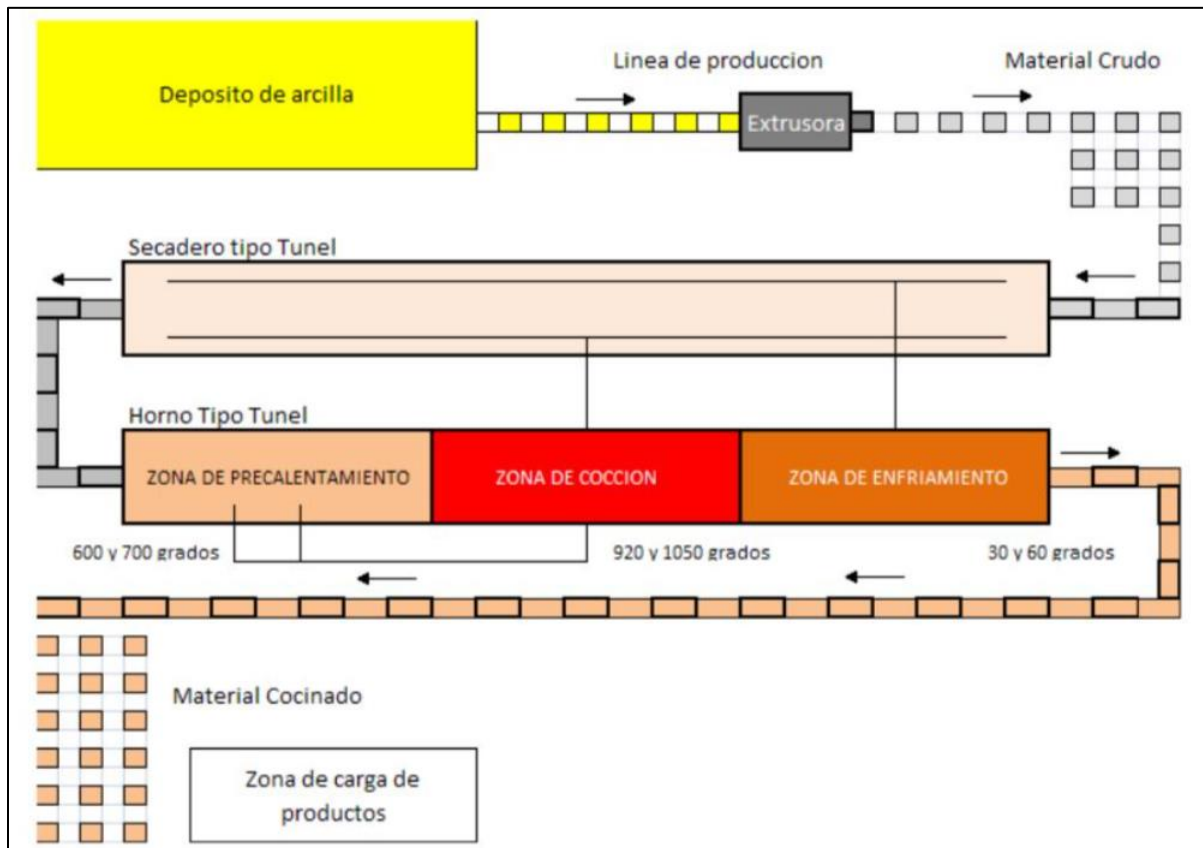 Deposito de arcilla
Linea de produccion
Material Crudo
Extrusora
Secadero tipo Tunel
Horno Tipo Tunel
ZONA DE PRECALENTAMIENTO
ZONA DE COCCION
ZONA DE ENFRIAMIENTO
600 y 700 grados
920 y 1050 grados
30 y 60 grados
Material Cocinado
Zona de carga de
productos